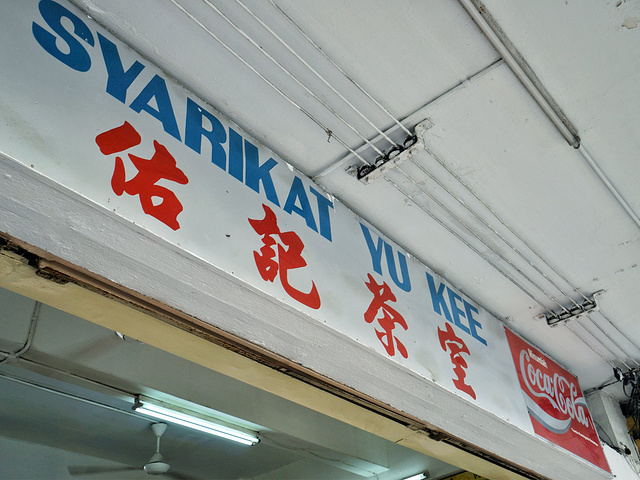 SYARIKAT YU KEE
佑記茶室
Coca-Cola